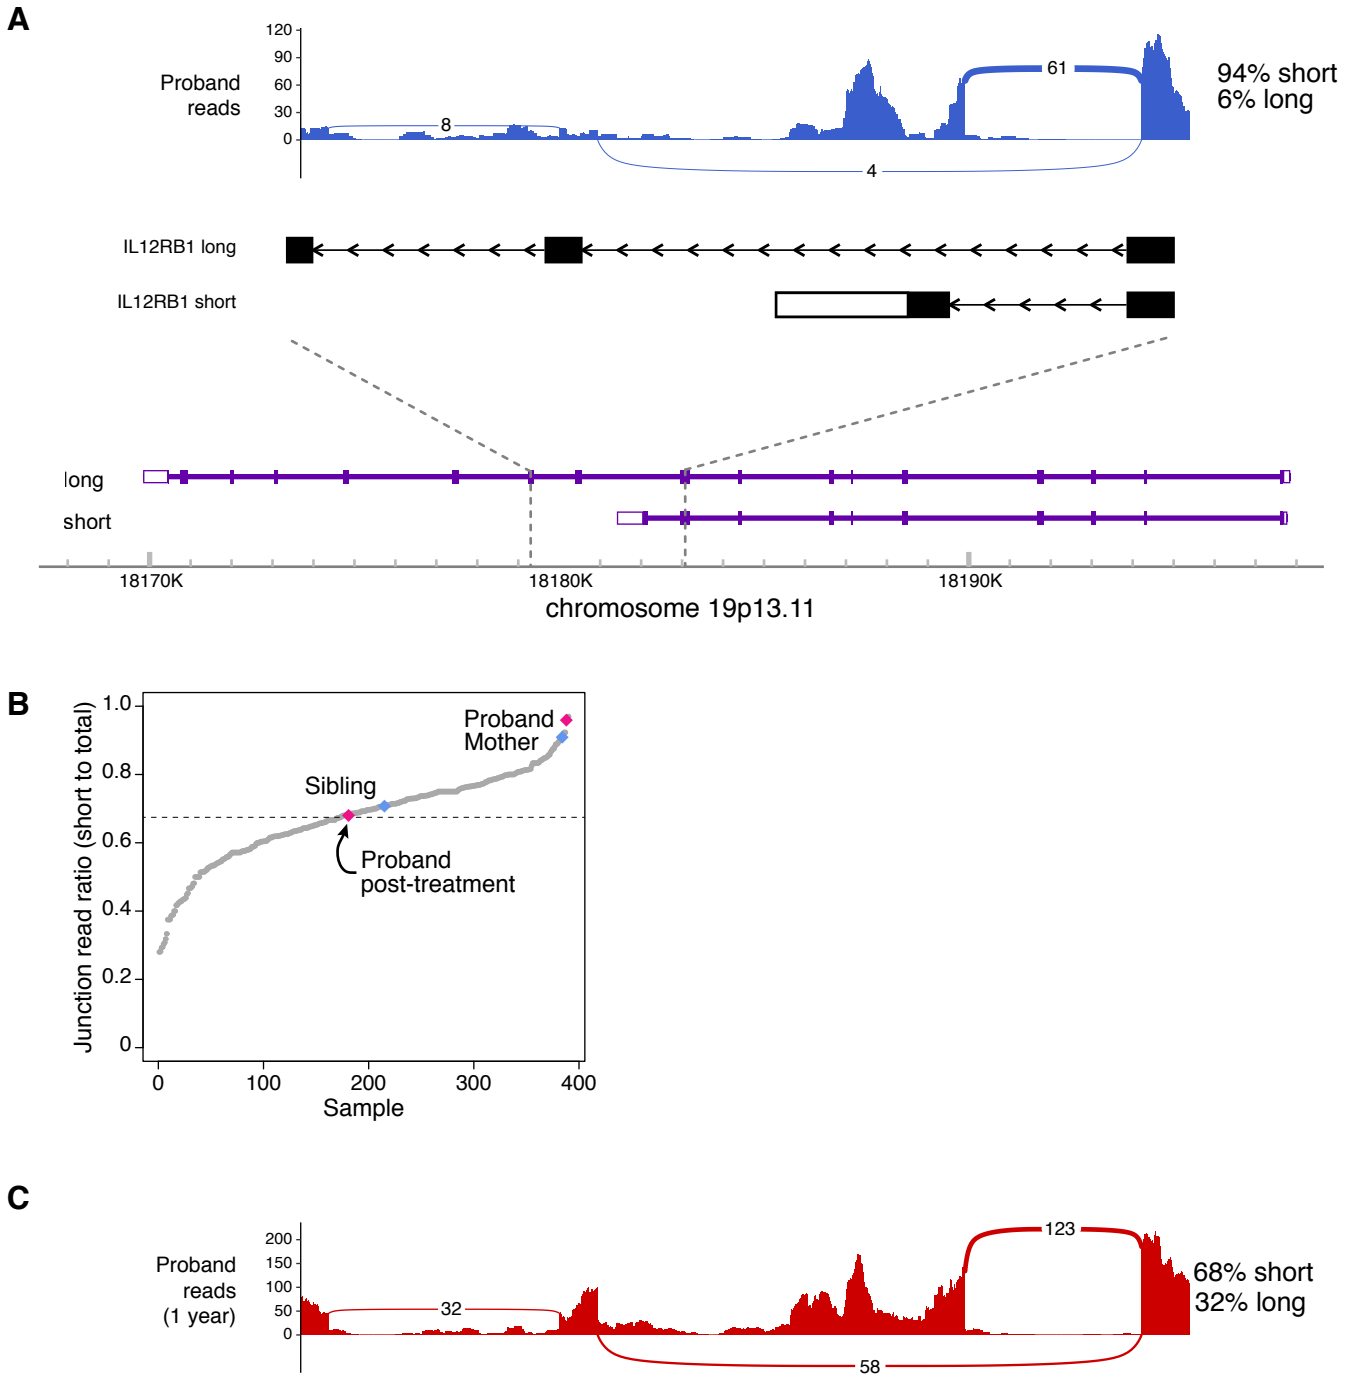 A
Proband
reads
120
90
60
30
0
8
61
4
94% short
6% long
IL12RB1 long
IL12RB1 short
long
short
18170K
18180K
18190K
chromosome 19p13.11
B
Junction read ratio (short to total)
1.0
0.8
0.6
0.4
0.2
0
Proband
Mother
Sibling
Proband
post-treatment
0
100
200
300
400
Sample
C
Proband
reads
(1 year)
200
150
100
50
0
32
123
58
68% short
32% long